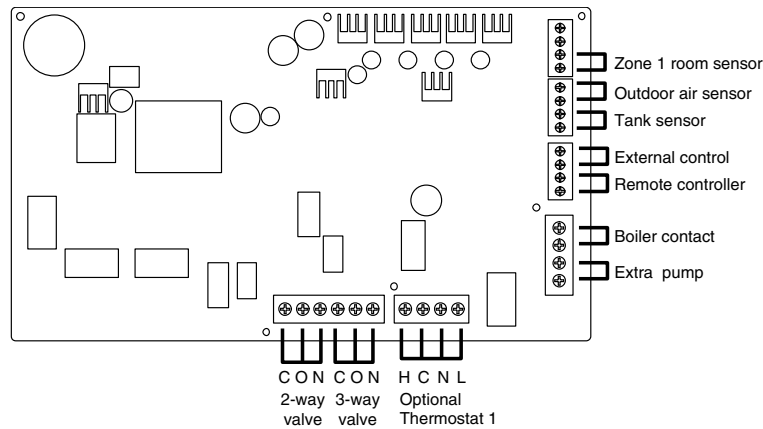 Zone 1 room sensor
Outdoor air sensor
Tank sensor
External control
Remote controller
Boiler contact
Extra pump
C O N C O N H C N L
2-way 3-way Optional
valve valve Thermostat 1